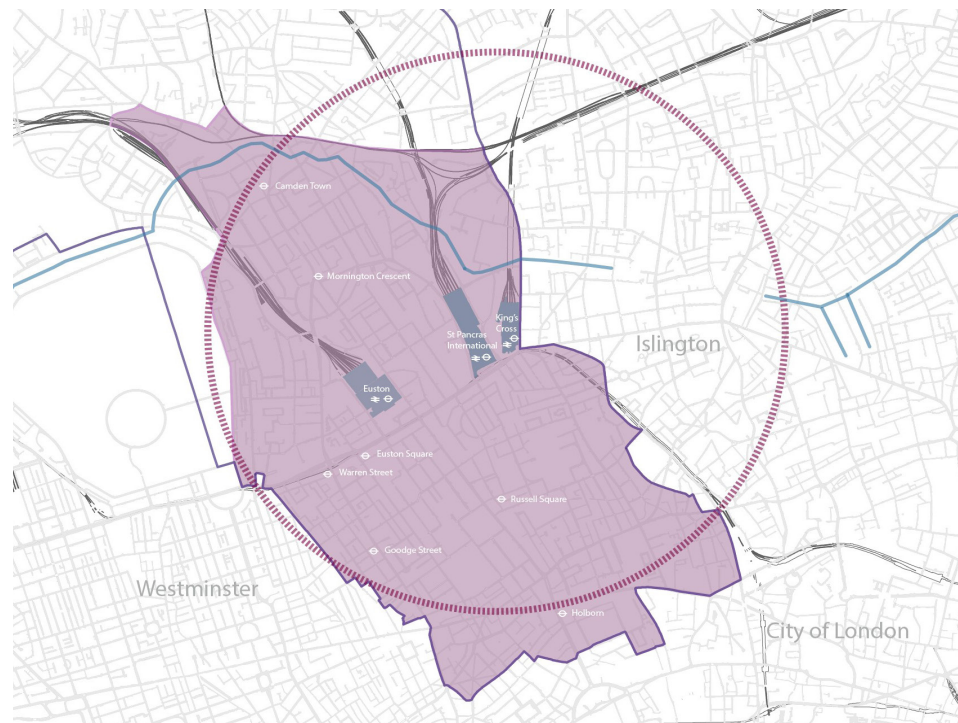 Camden Town
Mornington Crescent
King's
Cross
St Pancras
International
Islington
Euston
Euston Square
Warren Street
Russell Square
Goodge Street
Westminster
Holborn
City of London